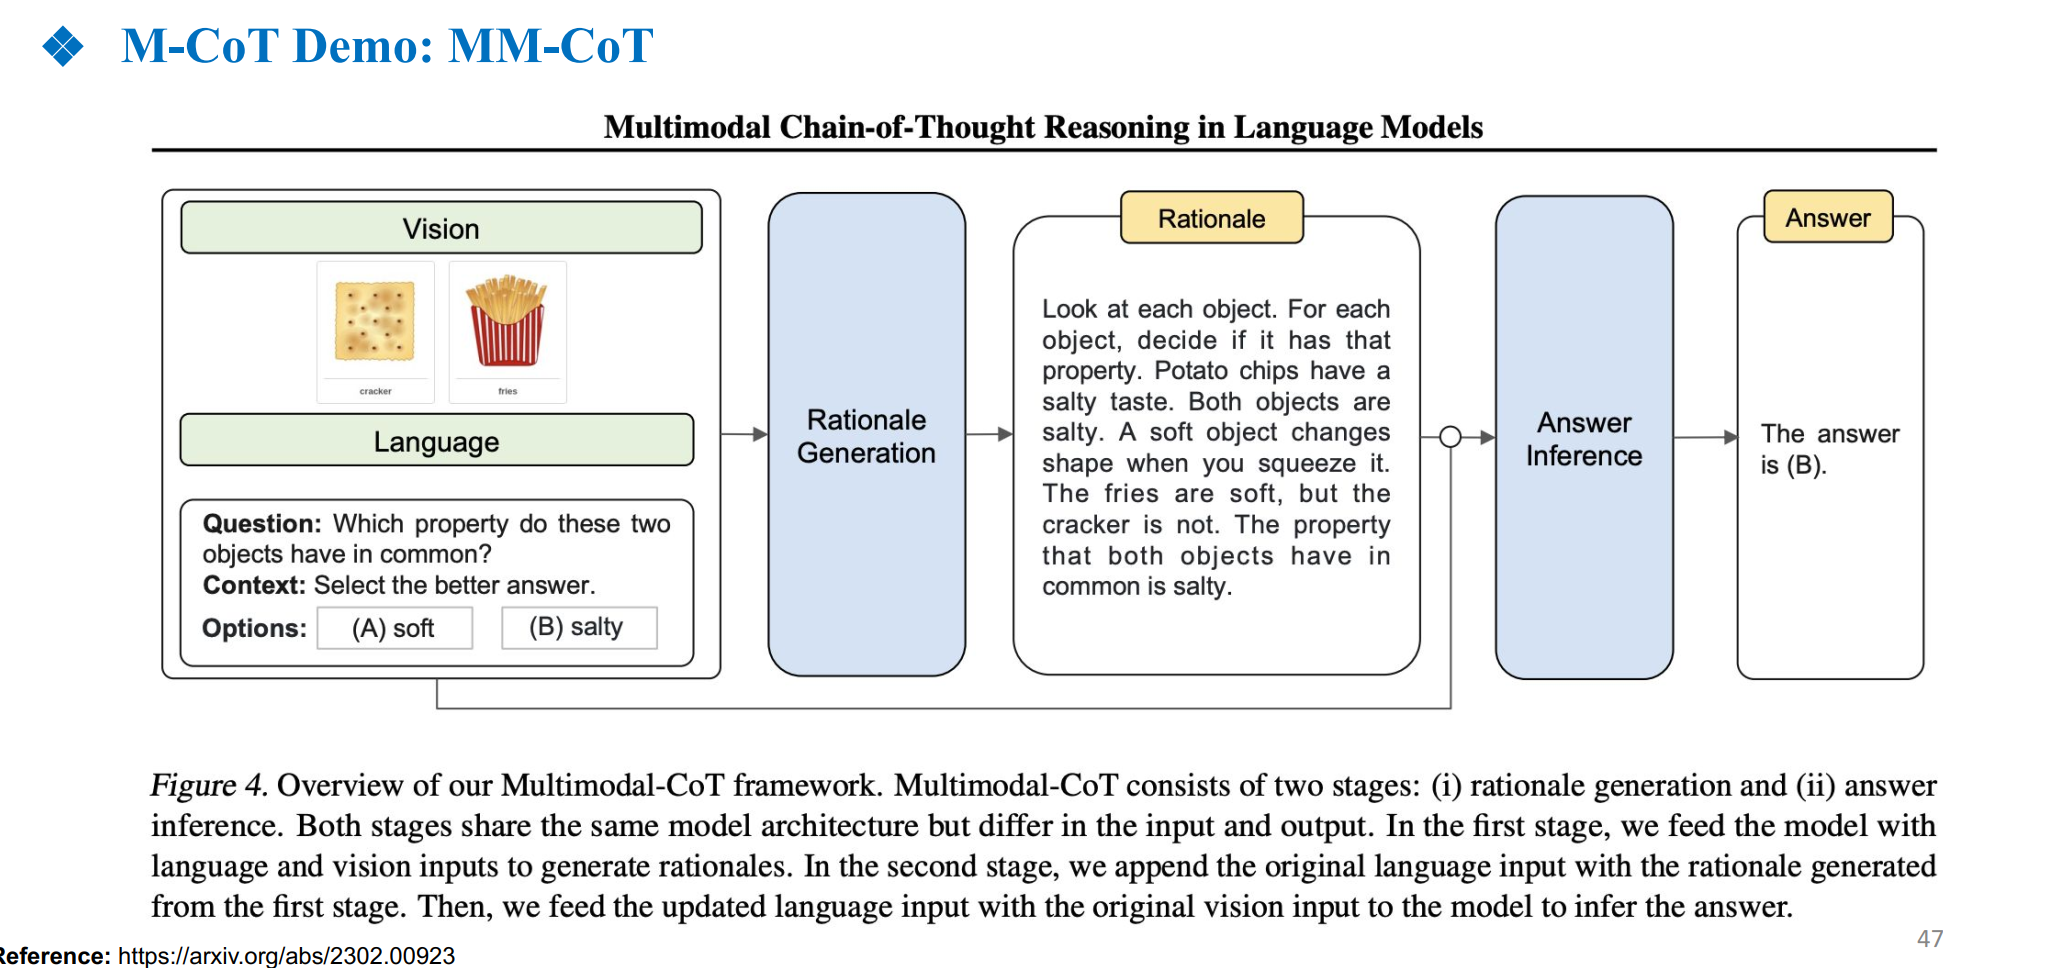 ❖ M-CoT Demo: MM-CoT
Multimodal Chain-of-Thought Reasoning in Language Models
Vision
cracker
fries
Language
Question: Which property do these two
objects have in common?
Context: Select the better answer.
Options: (A) soft (B) salty
Rationale
Generation
Rationale
Look at each object. For each
object, decide if it has that
property. Potato chips have a
salty taste. Both objects are
salty. A soft object changes
shape when you squeeze it.
The fries are soft, but the
cracker is not. The property
that both objects have in
common is salty.
Answer
Inference
Answer
The answer
is (B).
Figure 4. Overview of our Multimodal-CoT framework. Multimodal-CoT consists of two stages: (i) rationale generation and (ii) answer
inference. Both stages share the same model architecture but differ in the input and output. In the first stage, we feed the model with
language and vision inputs to generate rationales. In the second stage, we append the original language input with the rationale generated
from the first stage. Then, we feed the updated language input with the original vision input to the model to infer the answer.
47
Reference: https://arxiv.org/abs/2302.00923